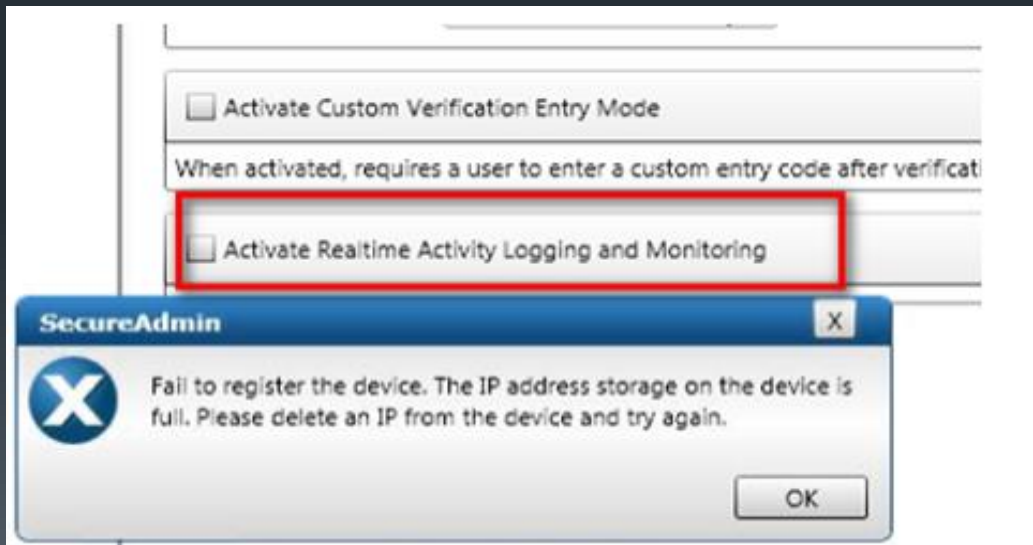 Activate Custom Verification Entry Mode
When activated, requires a user to enter a custom entry code after verificati
Activate Realtime Activity Logging and Monitoring
SecureAdmin
X
Fail to register the device. The IP address storage on the device is
full. Please delete an IP from the device and try again.
OK